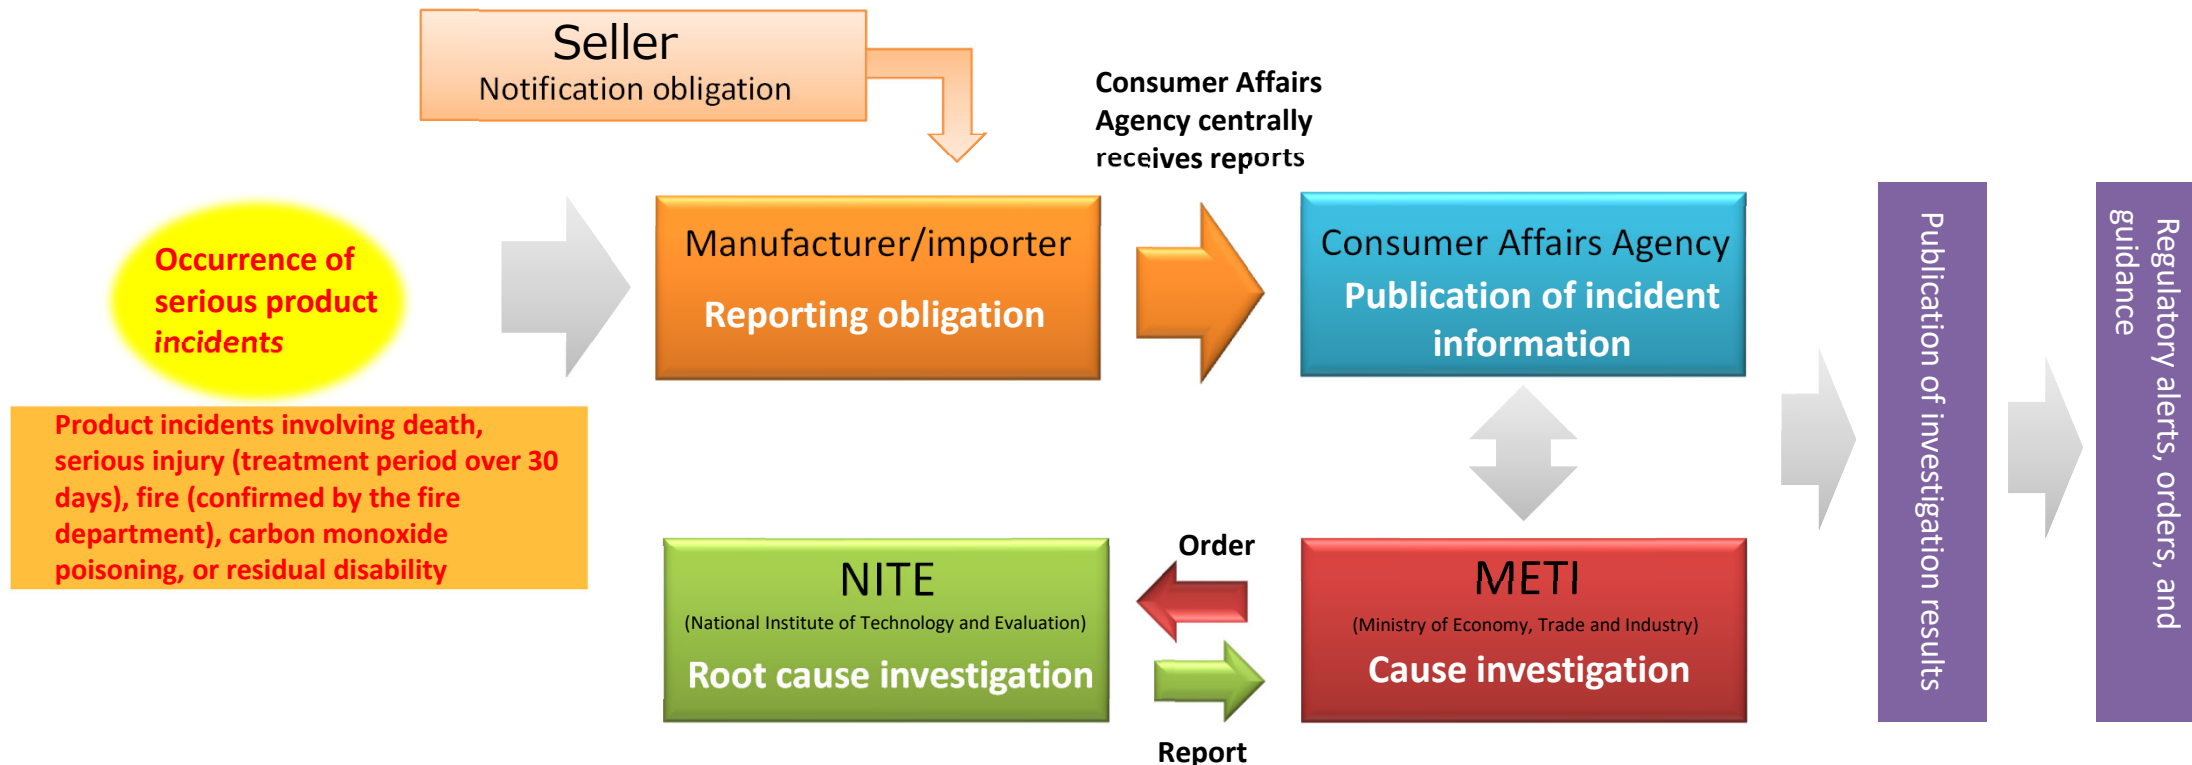 Seller
Notification obligation
Consumer Affairs
Agency centrally
receives reports
Occurrence of
serious product
incidents
Manufacturer/importer
Reporting obligation
Consumer Affairs Agency
Publication of incident
information
Product incidents involving death,
serious injury (treatment period over 30
days), fire (confirmed by the fire
department), carbon monoxide
poisoning, or residual disability
NITE
(National Institute of Technology and Evaluation)
Root cause investigation
Order
Report
METI
(Ministry of Economy, Trade and Industry)
Cause investigation
Publication of investigation results
Regulatory alerts, orders, and
guidance